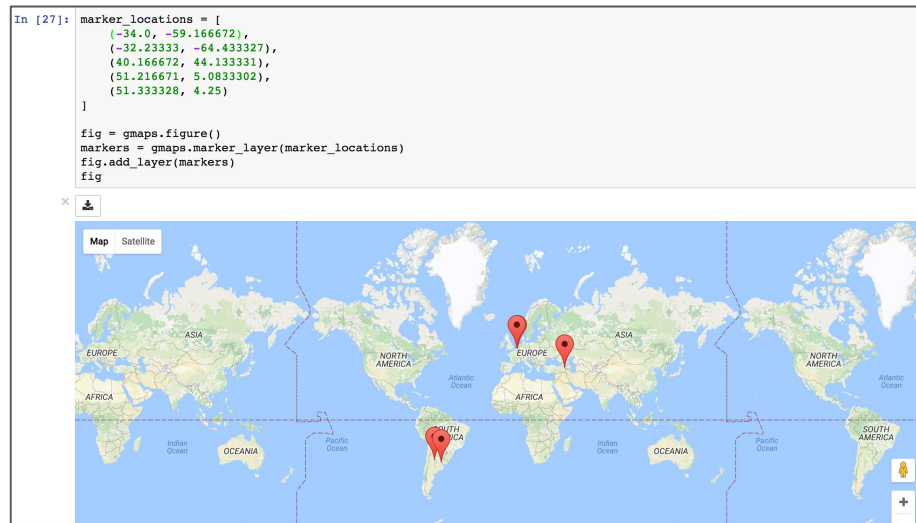 In [27]: marker_locations = [
    (-34.0, -59.166672),
    (-32.23333, -64.433327),
    (40.166672, 44.133331),
    (51.216671, 5.0833302),
    (51.333328, 4.25)
]

fig = gmaps.figure()
markers = gmaps.marker_layer(marker_locations)
fig.add_layer(markers)
fig
×
Map Satellite
ASIA
EUROPE
AFRICA
Indian
Ocean
OCEANIA
Pacific
Ocean
NORTH
AMERICA
Atlantic
Ocean
EUROPE
ASIA
AFRICA
Indian
Ocean
OCEANIA
Pacific
Ocean
NORTH
AMERICA
Atlantic
Ocean
SOUTH
AMERICA
+